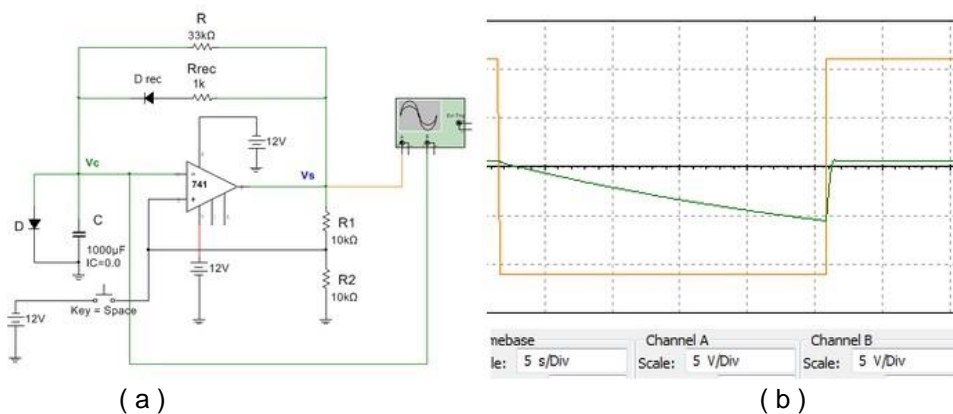 R
33kΩ
Rrec
D rec
1k
12V
Vc
741
Vs
D
C
R1
10kΩ
1000μF
IC=0.0
R2
12V
10kΩ
12V
Key = Space
mebase
Channel A
Channel B
le:
5 s/Div
Scale:
5 V/Div
Scale:
5 V/Div
( a )
( b )